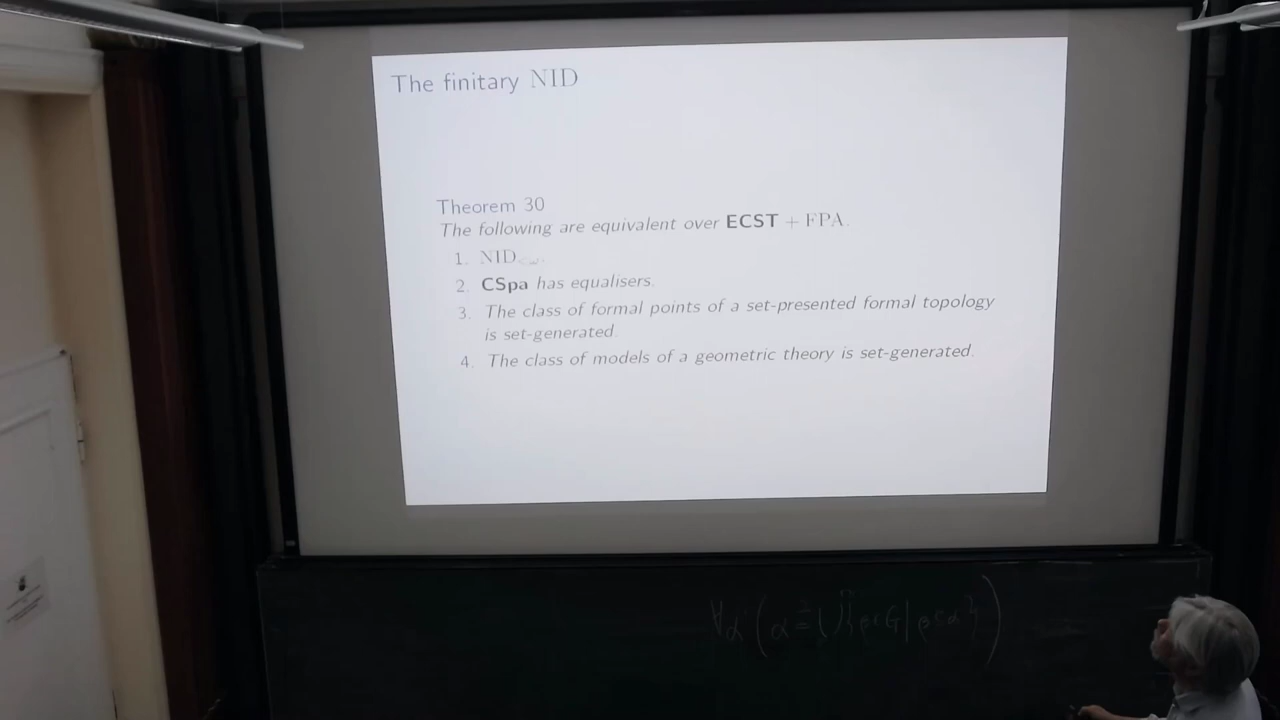 The finitary NID
Theorem 30
The following are equivalent over ECST + FPA.
1. NID
2. CSpa has equalisers.
3. The class of formal points of a set-presented formal topology
is set-generated.
4. The class of models of a geometric theory is set-generated.